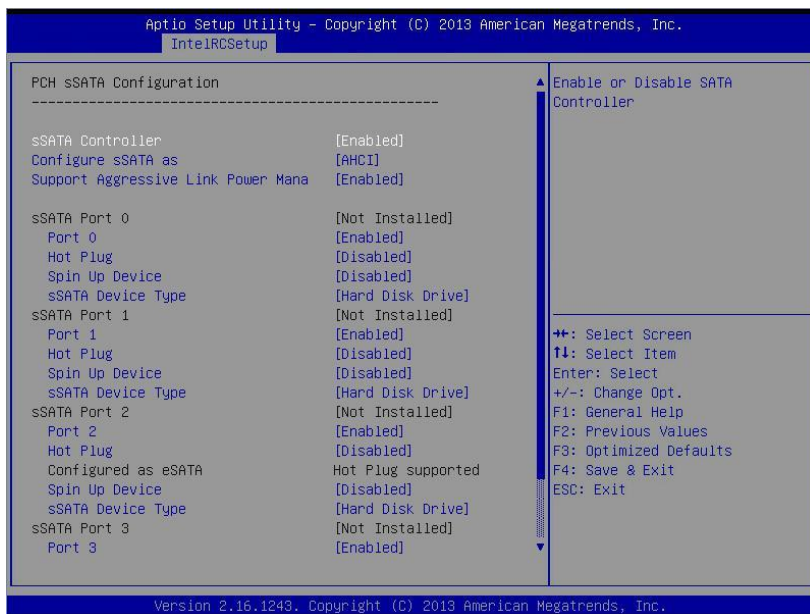 Aptio Setup Utility – Copyright (C) 2013 American Megatrends, Inc.
IntelRCSetup
PCH sSATA Configuration
--------------------------------------------------
sSATA Controller [Enabled]
Configure sSATA as [AHCI]
Support Aggressive Link Power Mana [Enabled]
sSATA Port 0 [Not Installed]
Port 0 [Enabled]
Hot Plug [Disabled]
Spin Up Device [Disabled]
sSATA Device Type [Hard Disk Drive]
sSATA Port 1 [Not Installed]
Port 1 [Enabled]
Hot Plug [Disabled]
Spin Up Device [Disabled]
sSATA Device Type [Hard Disk Drive]
sSATA Port 2 [Not Installed]
Port 2 [Enabled]
Hot Plug [Disabled]
Configured as eSATA Hot Plug supported
Spin Up Device [Disabled]
sSATA Device Type [Hard Disk Drive]
sSATA Port 3 [Not Installed]
Port 3 [Enabled]
Enable or Disable SATA
Controller
→←: Select Screen
↑↓: Select Item
Enter: Select
+/-: Change Opt.
F1: General Help
F2: Previous Values
F3: Optimized Defaults
F4: Save & Exit
ESC: Exit
Version 2.16.1243. Copyright (C) 2013 American Megatrends, Inc.